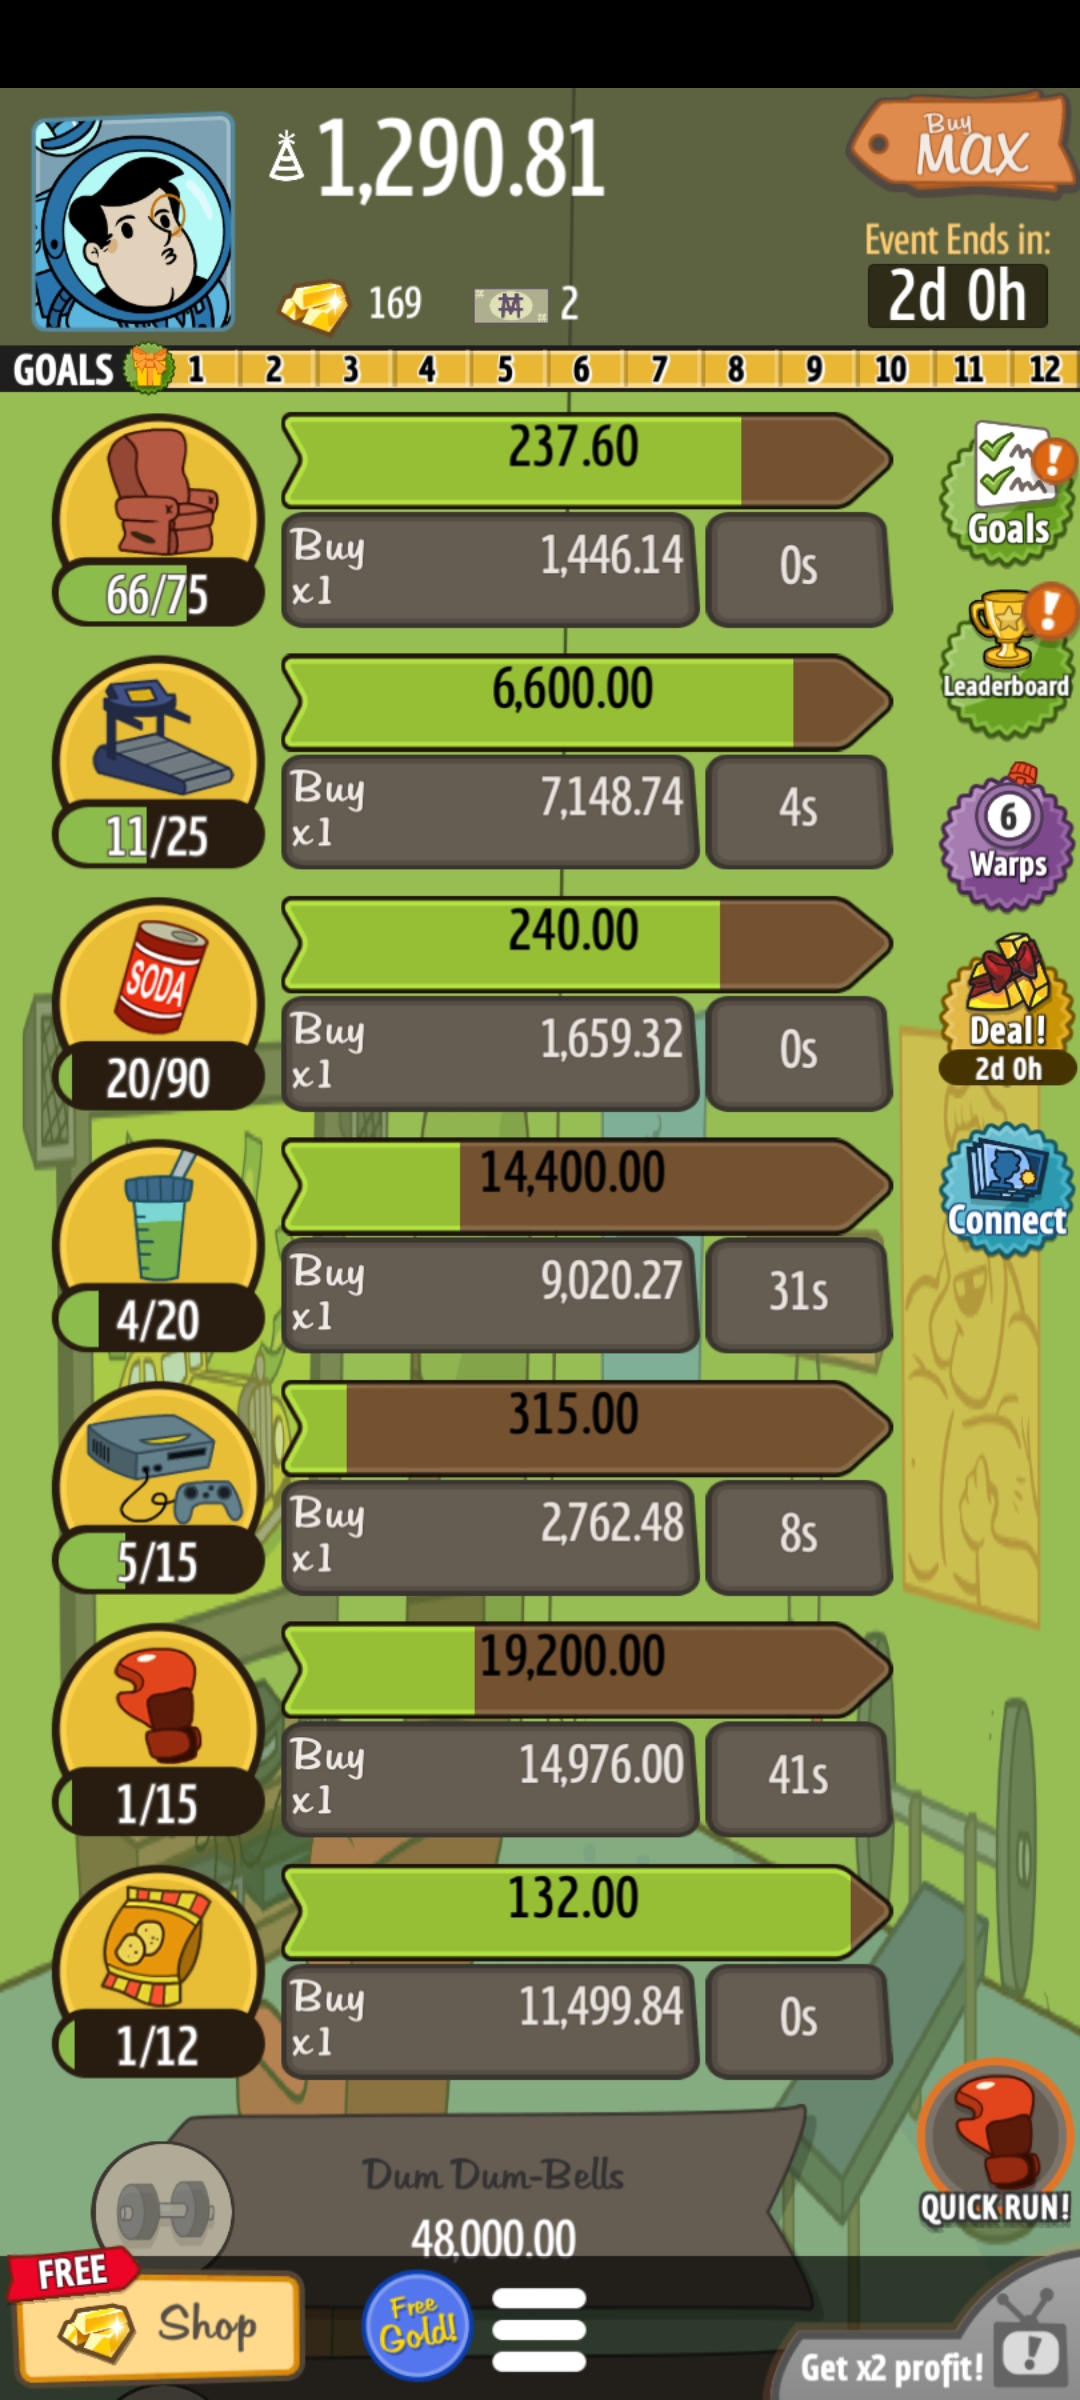 1,290.81
Buy
MAX
169
2
Event Ends in:
2d 0h
GOALS 1 2 3 4 5 6 7 8 9 10 11 12
237.60
66/75
Buy
x1
1,446.14
0s
Goals
6,600.00
11/25
Buy
x1
7,148.74
4s
Leaderboard
6
Warps
240.00
SODA
20/90
Buy
x1
1,659.32
0s
Deal!
2d 0h
14,400.00
4/20
Buy
x1
9,020.27
31s
Connect
315.00
5/15
Buy
x1
2,762.48
8s
19,200.00
1/15
Buy
x1
14,976.00
41s
132.00
1/12
Buy
x1
11,499.84
0s
QUICK RUN!
Dum Dum-Bells
48,000.00
FREE
Shop
Free
Gold!
Get x2 profit!